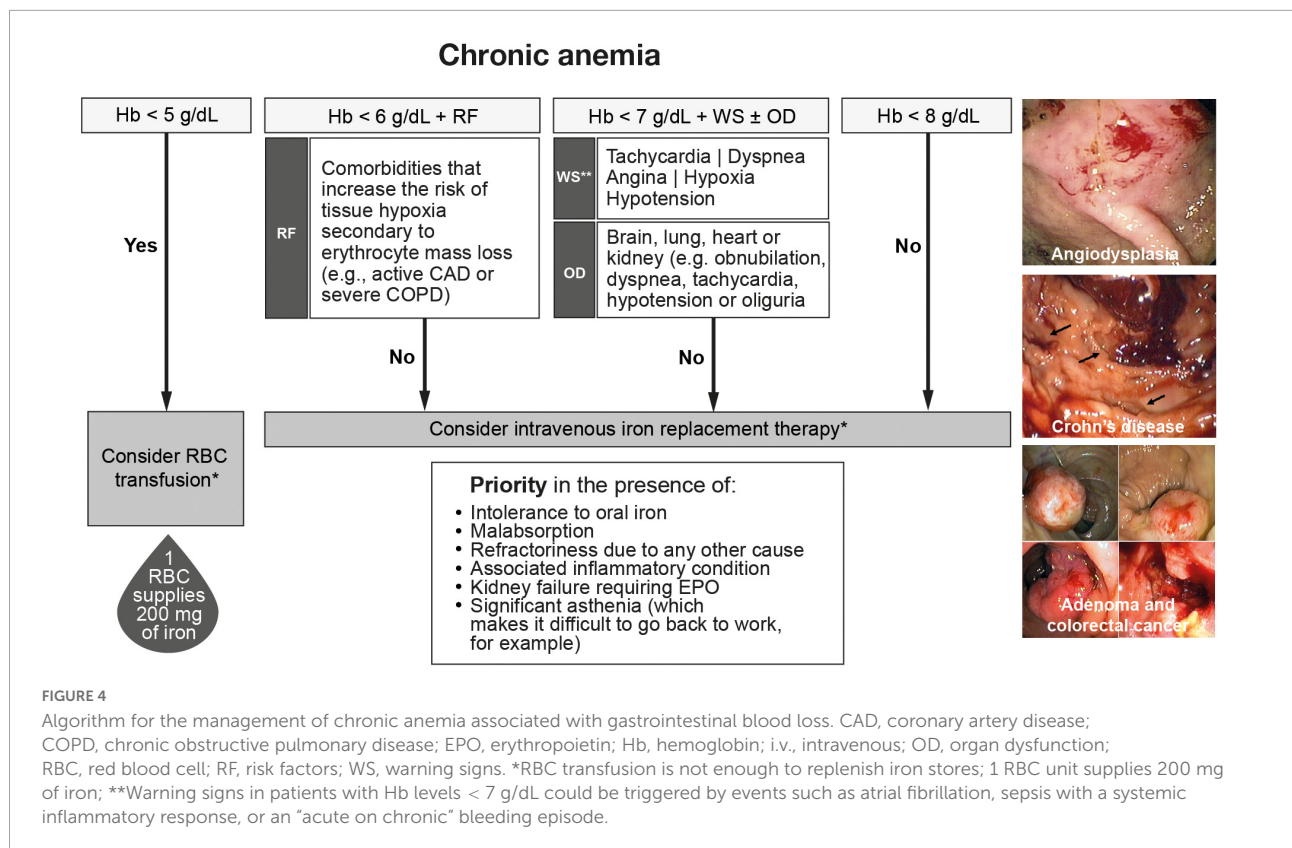 Chronic anemia
Hb < 5 g/dL
Hb < 6 g/dL + RF
Hb < 7 g/dL + WS ± OD
Hb < 8 g/dL
RF
Comorbidities that
increase the risk of
tissue hypoxia
secondary to
erythrocyte mass loss
(e.g., active CAD or
severe COPD)
WS**
Tachycardia | Dyspnea
Angina | Hypoxia
Hypotension
OD
Brain, lung, heart or
kidney (e.g. obnubilation,
dyspnea, tachycardia,
hypotension or oliguria
Yes
No
No
No
Consider RBC
transfusion*
Consider intravenous iron replacement therapy*
1
RBC
supplies
200 mg
of iron
Priority in the presence of:
• Intolerance to oral iron
• Malabsorption
• Refractoriness due to any other cause
• Associated inflammatory condition
• Kidney failure requiring EPO
• Significant asthenia (which
makes it difficult to go back to work,
for example)
Angiodysplasia
Crohn's disease
Adenoma and
colorectal cancer
FIGURE 4
Algorithm for the management of chronic anemia associated with gastrointestinal blood loss. CAD, coronary artery disease;
COPD, chronic obstructive pulmonary disease; EPO, erythropoietin; Hb, hemoglobin; i.v., intravenous; OD, organ dysfunction;
RBC, red blood cell; RF, risk factors; WS, warning signs. *RBC transfusion is not enough to replenish iron stores; 1 RBC unit supplies 200 mg
of iron; **Warning signs in patients with Hb levels < 7 g/dL could be triggered by events such as atrial fibrillation, sepsis with a systemic
inflammatory response, or an "acute on chronic" bleeding episode.